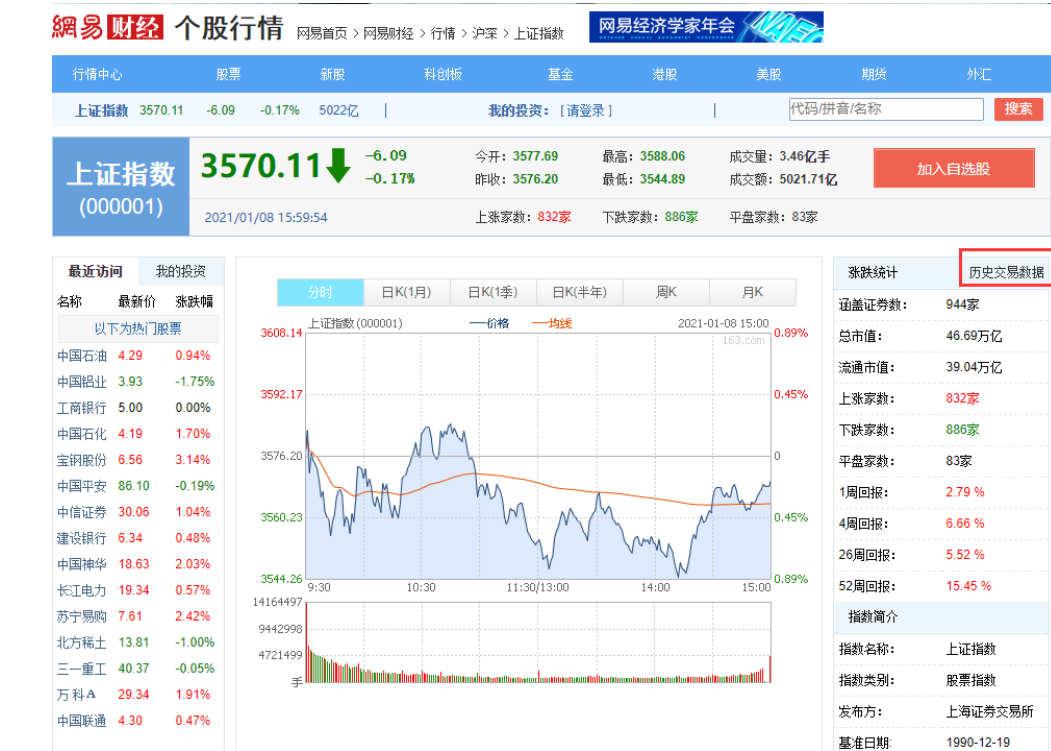 網易 财经 个股行情 网易首页 > 网易财经 > 行情 > 沪深 > 上证指数 网易经济学家年会
行情中心 股票 新股 科创板 基金 港股 美股 期货 外汇
上证指数 3570.11 -6.09 -0.17% 5022亿 | 我的投资： [ 请登录 ] | 代码/拼音/名称 搜索
上证指数
(000001)
3570.11 -6.09
-0.17%
今开：3577.69 最高：3588.06 成交量：3.46亿手
昨收：3576.20 最低：3544.89 成交额：5021.71亿
加入自选股
2021/01/08 15:59:54 上涨家数：832家 下跌家数：886家 平盘家数：83家
最近访问 我的投资
名称 最新价 涨跌幅
以下为热门股票
中国石油 4.29 0.94%
中国铝业 3.93 -1.75%
工商银行 5.00 0.00%
中国石化 4.19 1.70%
宝钢股份 6.56 3.14%
中国平安 86.10 -0.19%
中信证券 30.06 1.04%
建设银行 6.34 0.48%
中国神华 18.63 2.03%
长江电力 19.34 0.57%
苏宁易购 7.61 2.42%
北方稀土 13.81 -1.00%
三一重工 40.37 -0.05%
万科A 29.34 1.91%
中国联通 4.30 0.47%
分时 日K(1月) 日K(1季) 日K(半年) 周K 月K
上证指数(000001) 价格 均线 2021-01-08 15:00
163.com
3608.14 0.89%
3592.17 0.45%
3576.20 0
3560.23 0.45%
3544.26 0.89%
9:30 10:30 11:30/13:00 14:00 15:00
14164497
9442998
4721499
手
涨跌统计 历史交易数据
涵盖证券数： 944家
总市值： 46.69万亿
流通市值： 39.04万亿
上涨家数： 832家
下跌家数： 886家
平盘家数： 83家
1周回报： 2.79 %
4周回报： 6.66 %
26周回报： 5.52 %
52周回报： 15.45 %
指数简介
指数名称： 上证指数
指数类别： 股票指数
发布方： 上海证券交易所
基准日期: 1990-12-19